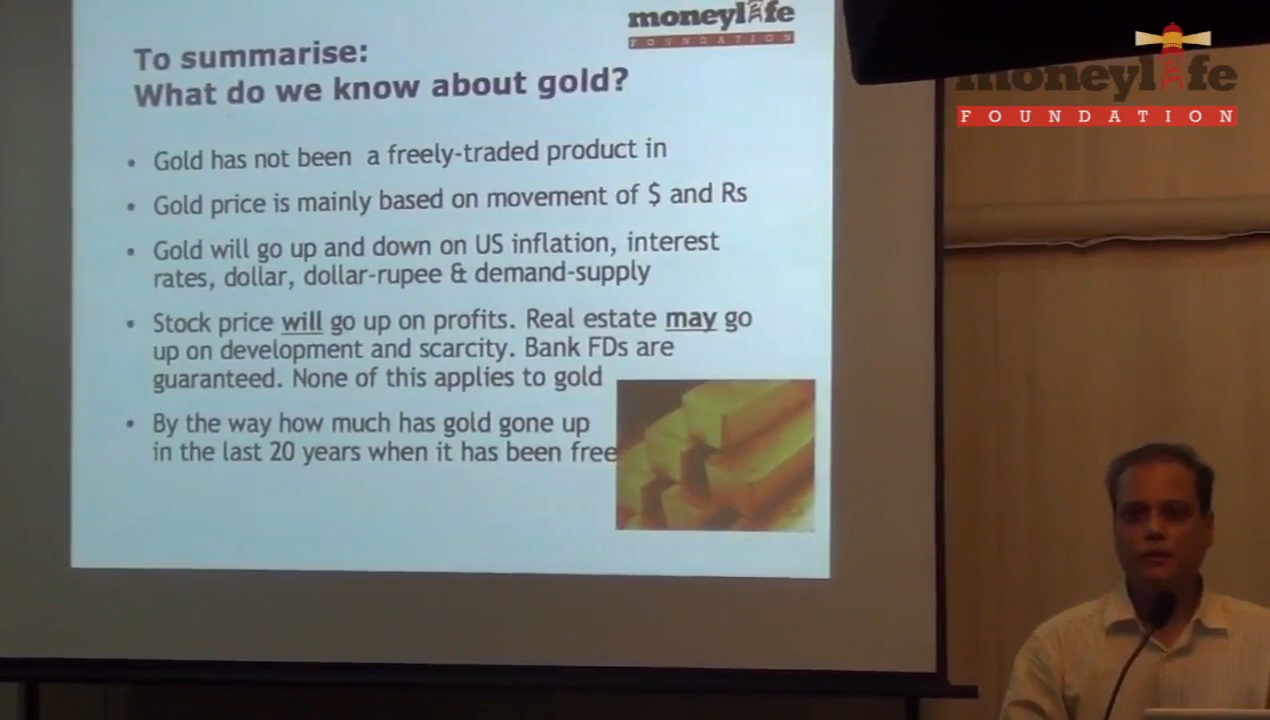 moneylife
FOUNDATION
To summarise:
What do we know about gold?
• Gold has not been a freely-traded product in
• Gold price is mainly based on movement of $ and Rs
• Gold will go up and down on US inflation, interest
rates, dollar, dollar-rupee & demand-supply
• Stock price will go up on profits. Real estate may go
up on development and scarcity. Bank FDs are
guaranteed. None of this applies to gold
• By the way how much has gold gone up
in the last 20 years when it has been free
moneylife
FOUNDATION